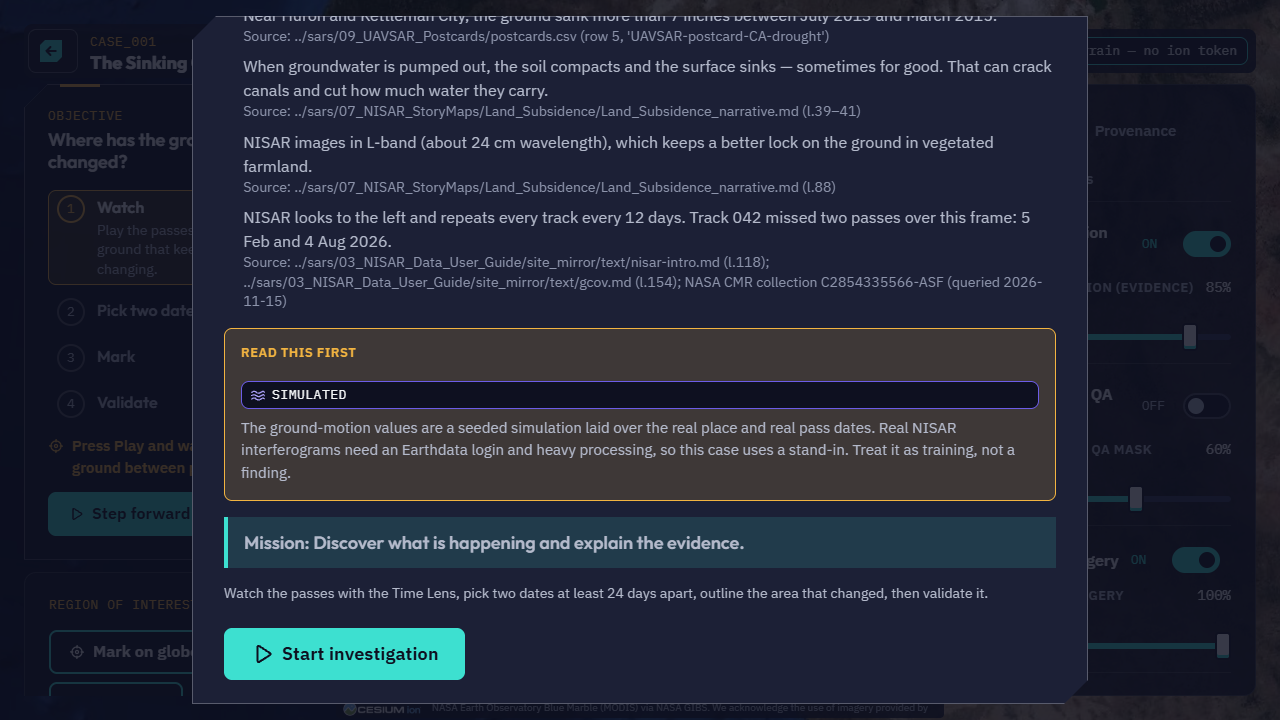 Near Huron and Kettleman City, the ground sank more than 7 inches between July 2013 and March 2015.
Source: ../sars/09_UAVSAR_Postcards/postcards.csv (row 5, 'UAVSAR-postcard-CA-drought')
When groundwater is pumped out, the soil compacts and the surface sinks — sometimes for good. That can crack
canals and cut how much water they carry.
Source: ../sars/07_NISAR_StoryMaps/Land_Subsidence/Land_Subsidence_narrative.md (l.39–41)
NISAR images in L-band (about 24 cm wavelength), which keeps a better lock on the ground in vegetated
farmland.
Source: ../sars/07_NISAR_StoryMaps/Land_Subsidence/Land_Subsidence_narrative.md (l.88)
NISAR looks to the left and repeats every track every 12 days. Track 042 missed two passes over this frame: 5
Feb and 4 Aug 2026.
Source: ../sars/03_NISAR_Data_User_Guide/site_mirror/text/nisar-intro.md (l.118);
../sars/03_NISAR_Data_User_Guide/site_mirror/text/gcov.md (l.154); NASA CMR collection C2854335566-ASF (queried 2026-
11-15)
READ THIS FIRST
SIMULATED
The ground-motion values are a seeded simulation laid over the real place and real pass dates. Real NISAR
interferograms need an Earthdata login and heavy processing, so this case uses a stand-in. Treat it as training, not a
finding.
Mission: Discover what is happening and explain the evidence.
Watch the passes with the Time Lens, pick two dates at least 24 days apart, outline the area that changed, then validate it.
Start investigation
CASE_001
The Sinking
OBJECTIVE
Where has the gro
changed?
1
Watch
Play the passes
ground that kee
changing.
2
Pick two date
3
Mark
4
Validate
Press Play and wa
ground between p
Step forward
REGION OF INTEREST
Mark on globe
rain — no ion token
Provenance
s
ion
ON
ION (EVIDENCE) 85%
QA
OFF
QA MASK 60%
gery
ON
GERY 100%
CESIUM ion
NASA Earth Observatory Blue Marble (MODIS) via NASA GIBS. We acknowledge the use of imagery provided by